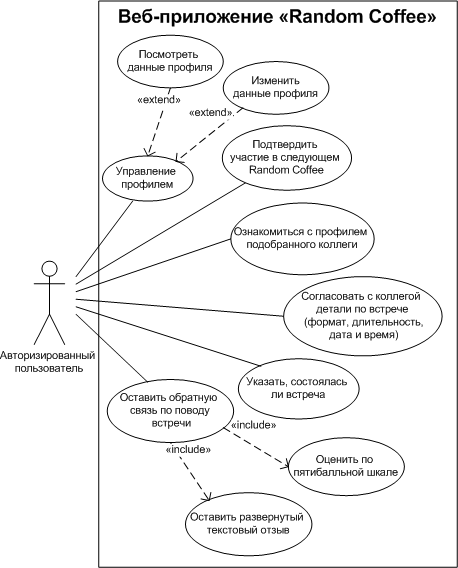 Веб-приложение «Random Coffee»
Посмотреть
данные профиля
Изменить
данные профиля
«extend»
«extend»
Подтвердить
участие в следующем
Random Coffee
Управление
профилем
Ознакомиться с профилем
подобранного коллеги
Согласовать с коллегой
детали по встрече
(формат, длительность,
дата и время)
Авторизированный
пользователь
Указать, состоялась
ли встреча
Оставить обратную
связь по поводу
встречи
«include»
«include»
Оценить по
пятибалльной шкале
Оставить развернутый
текстовый отзыв